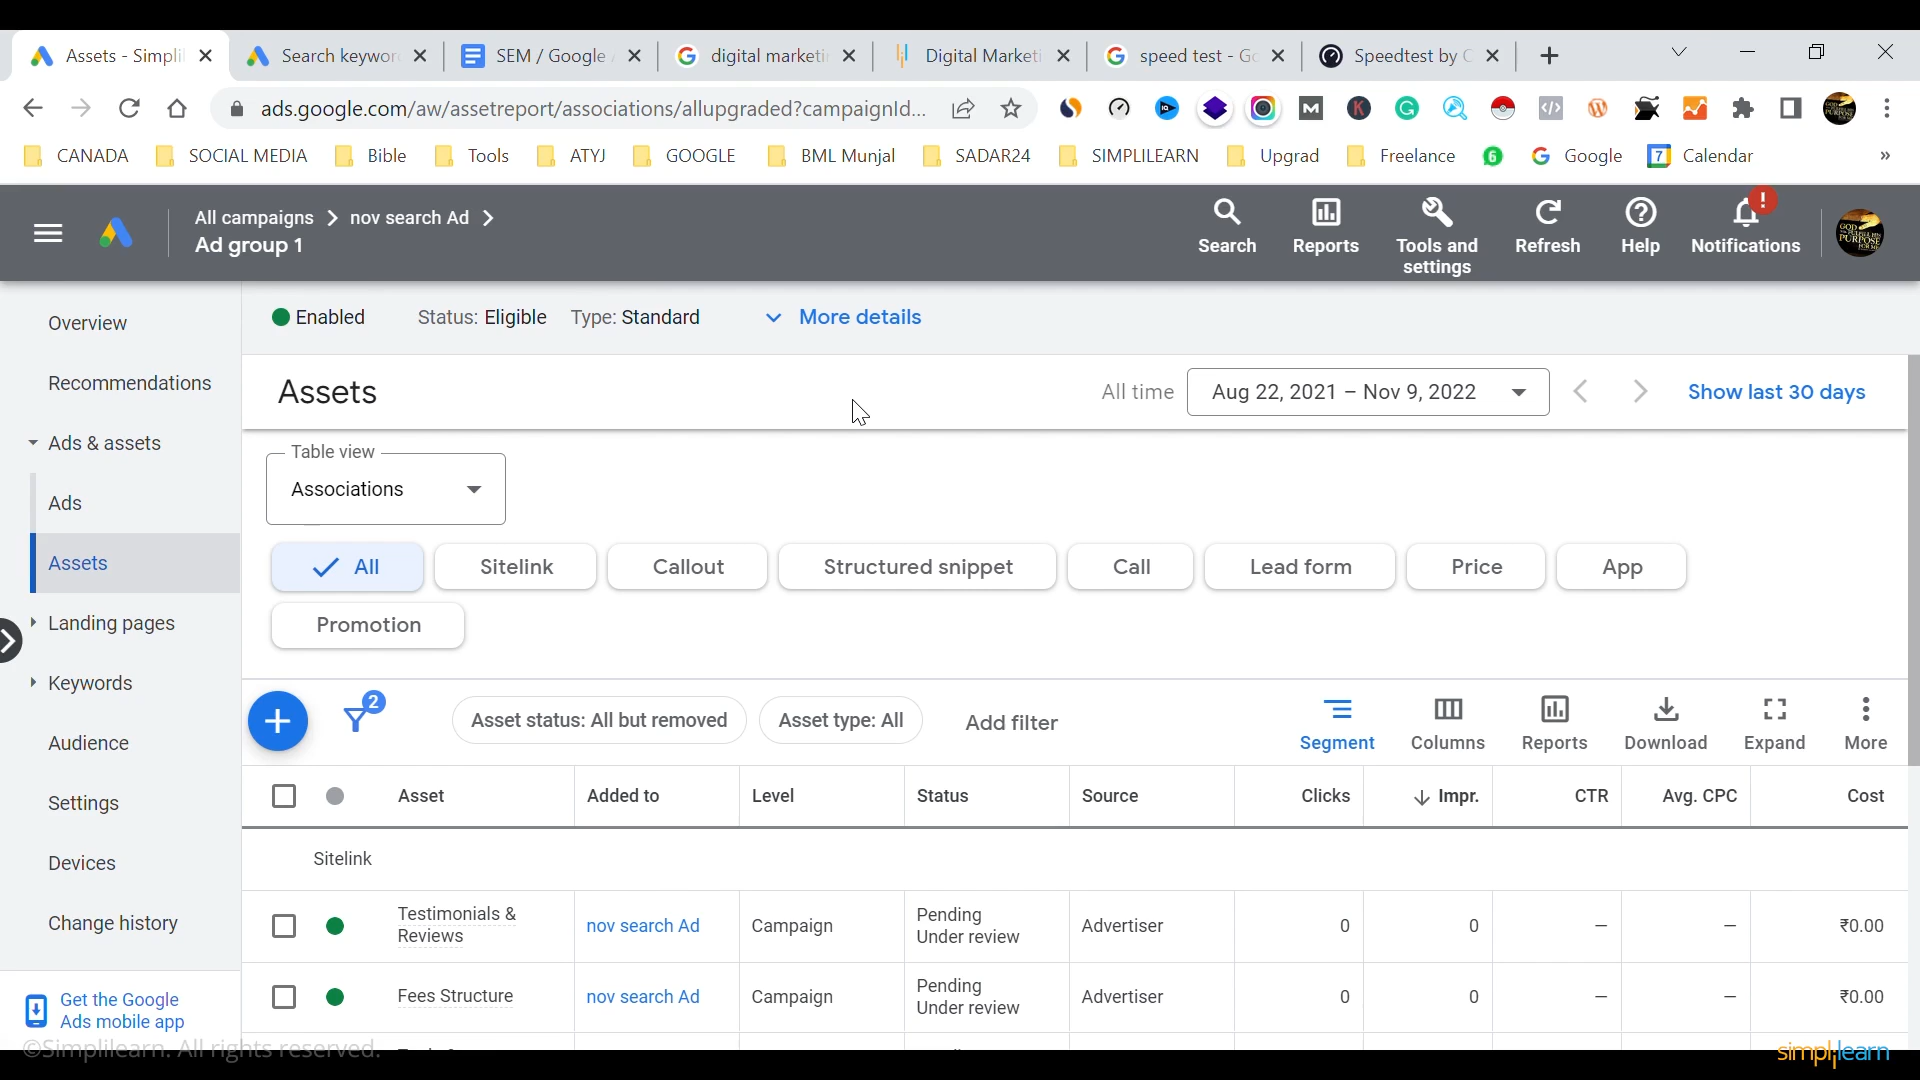 Assets - Simpli
Search keywor
SEM / Google
digital marketi
Digital Marketi
speed test - Go
Speedtest by
ads.google.com/aw/assetreport/associations/allupgraded?campaignId...
CANADA SOCIAL MEDIA Bible Tools ATYJ GOOGLE BML Munjal SADAR24 SIMPLILEARN Upgrad Freelance Google 7 Calendar »
All campaigns nov search Ad
Ad group 1
Search
Reports
Tools and
settings
Refresh
Help
!
Notifications
Overview
Recommendations
Ads & assets
Ads
Assets
Landing pages
Keywords
Audience
Settings
Devices
Change history
Get the Google
Ads mobile app
Enabled Status: Eligible Type: Standard More details
Assets
All time Aug 22, 2021 – Nov 9, 2022 Show last 30 days
Table view
Associations
All Sitelink Callout Structured snippet Call Lead form Price App
Promotion
2
Asset status: All but removed Asset type: All Add filter
Segment Columns Reports Download Expand More
Asset Added to Level Status Source Clicks Impr. CTR Avg. CPC Cost
Sitelink
Testimonials &
Reviews
nov search Ad Campaign
Pending
Under review
Advertiser 0 0 – – ₹0.00
Fees Structure nov search Ad Campaign
Pending
Under review
Advertiser 0 0 – – ₹0.00
©Simplilearn. All rights reserved.
simplilearn